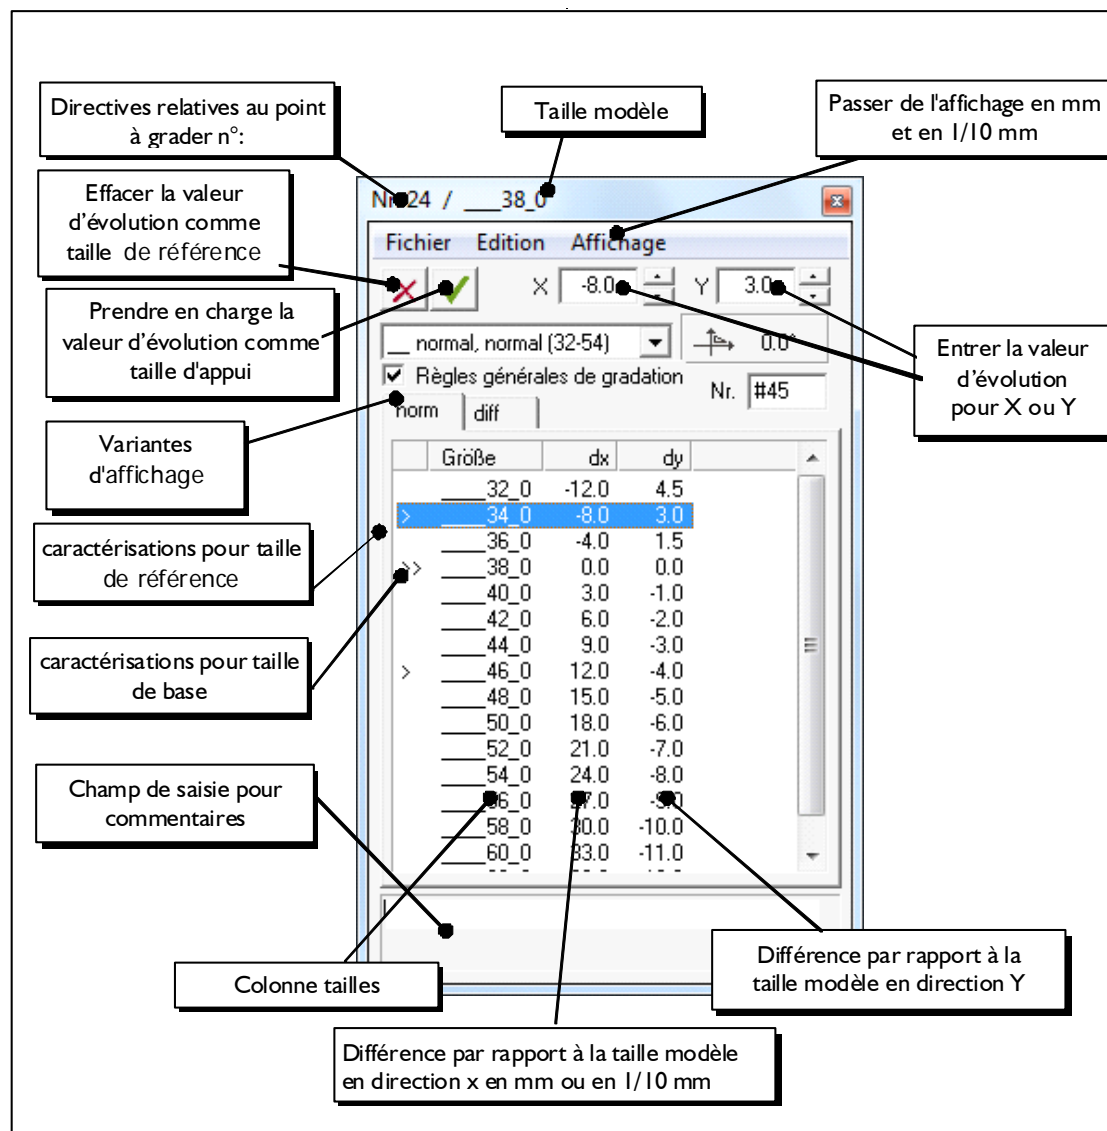 Directives relatives au point
à grader n°:
Taille modèle
Passer de l'affichage en mm
et en 1/10 mm
Effacer la valeur
d'évolution comme
taille de référence
Prendre en charge la
valeur d'évolution comme
taille d'appui
Variantes
d'affichage
caractérisations pour taille
de référence
caractérisations pour taille
de base
Champ de saisie pour
commentaires
Entrer la valeur
d'évolution
pour X ou Y
24 / ___38_0
Fichier Edition Affichage
X -8.0 Y 3.0
__ normal, normal (32-54) 0.0°
Règles générales de gradation
Nr. #45
norm diff
Größe dx dy
____32_0 -12.0 4.5
> ____34_0 -8.0 3.0
____36_0 -4.0 1.5
>> ____38_0 0.0 0.0
____40_0 3.0 -1.0
____42_0 6.0 -2.0
____44_0 9.0 -3.0
> ____46_0 12.0 -4.0
____48_0 15.0 -5.0
____50_0 18.0 -6.0
____52_0 21.0 -7.0
____54_0 24.0 -8.0
____56_0 27.0 -9.0
____58_0 30.0 -10.0
____60_0 33.0 -11.0
Colonne tailles
Différence par rapport à la
taille modèle en direction Y
Différence par rapport à la taille modèle
en direction x en mm ou en 1/10 mm